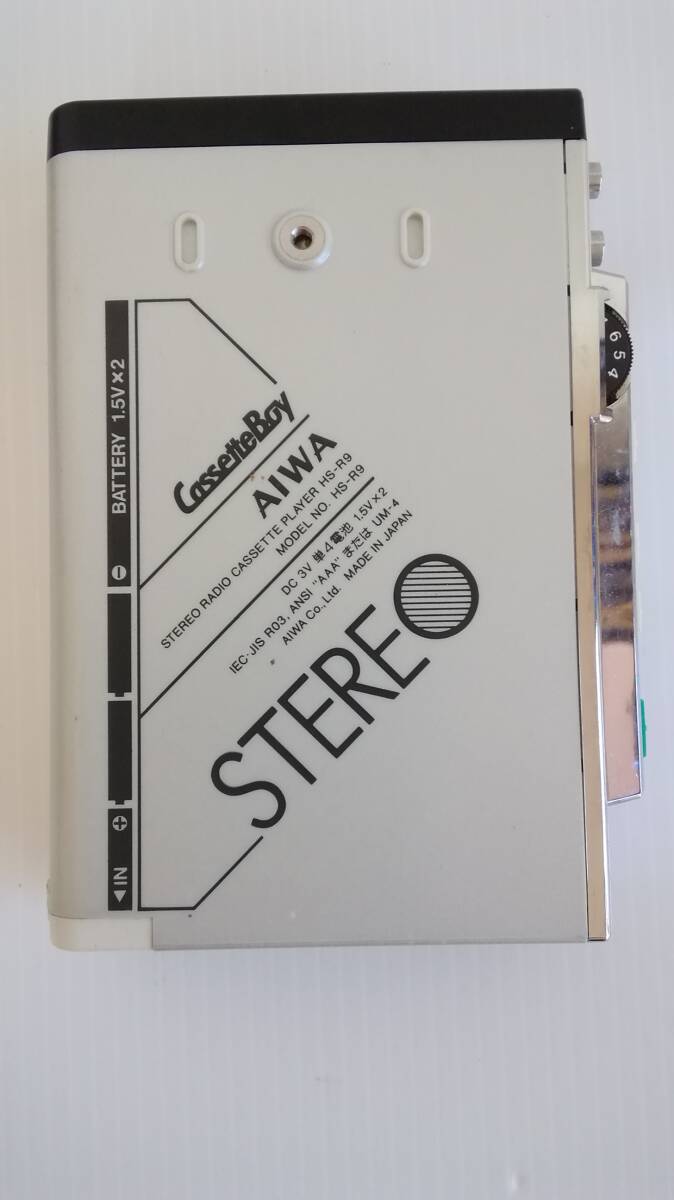 CassetteBoy
AIWA
STEREO RADIO CASSETTE PLAYER HS-R9
MODEL NO. HS-R9
DC 3V 単4電池 1.5V×2
IEC·JIS R03, ANSI "AAA" または UM-4
AIWA Co., Ltd. MADE IN JAPAN
STEREO
◀IN ⊕ ⊖ BATTERY 1.5V×2
6 5 4